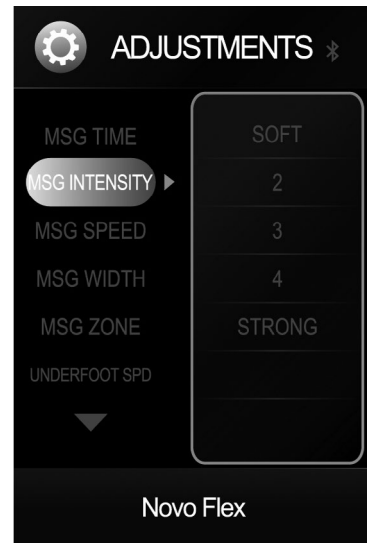 ADJUSTMENTS
MSG TIME
MSG INTENSITY
MSG SPEED
MSG WIDTH
MSG ZONE
UNDERFOOT SPD
SOFT
2
3
4
STRONG
Novo Flex